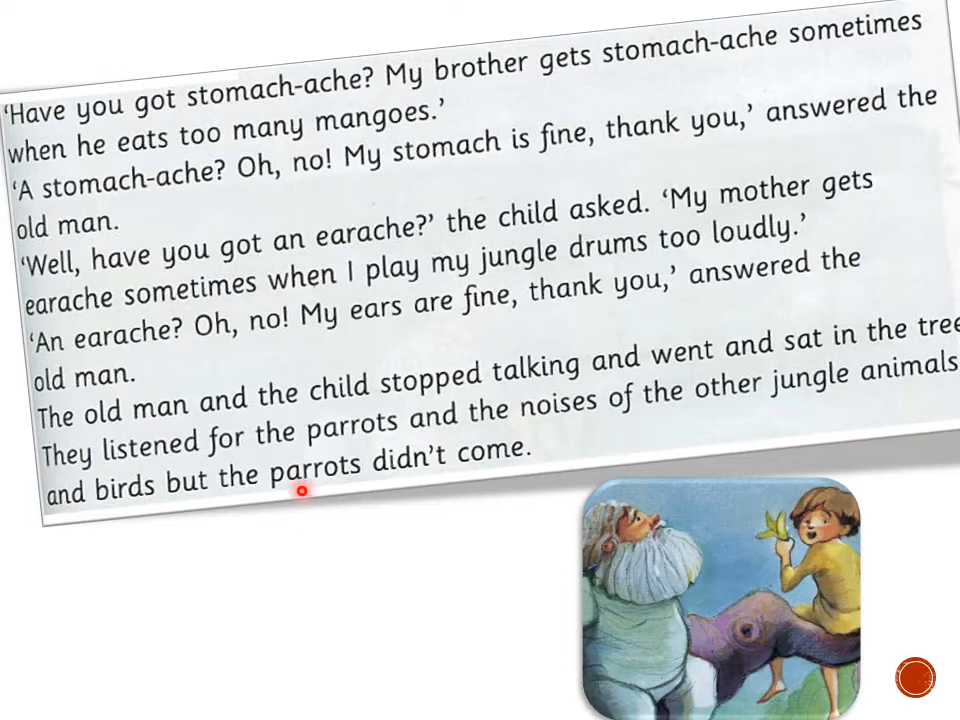 ‘Have you got stomach-ache? My brother gets stomach-ache sometimes
when he eats too many mangoes.’
‘A stomach-ache? Oh, no! My stomach is fine, thank you,’ answered the
old man.
‘Well, have you got an earache?’ the child asked. ‘My mother gets
earache sometimes when I play my jungle drums too loudly.’
‘An earache? Oh, no! My ears are fine, thank you,’ answered the
old man.
The old man and the child stopped talking and went and sat in the tree
They listened for the parrots and the noises of the other jungle animals
and birds but the parrots didn’t come.